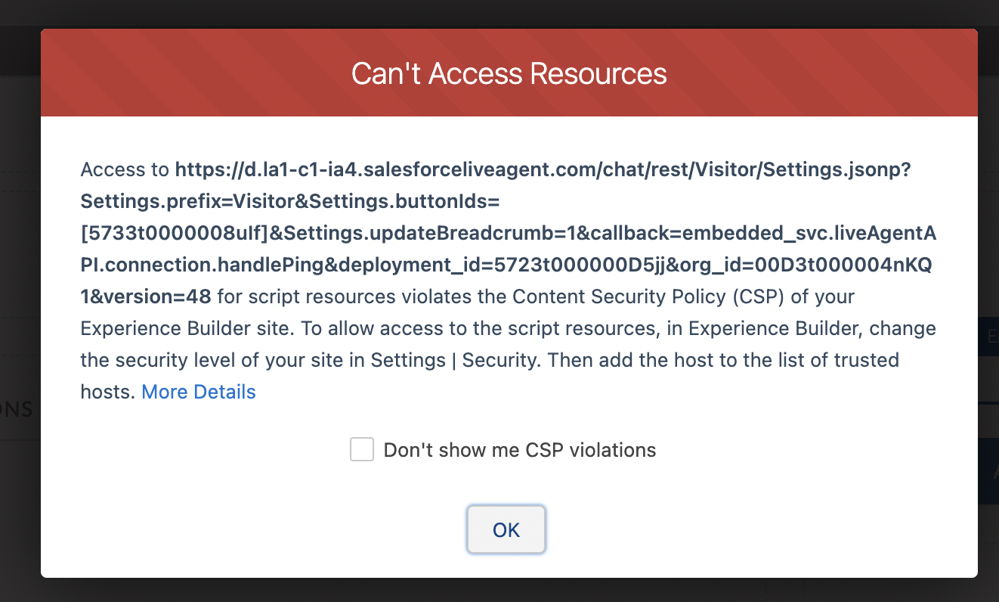 Can't Access Resources
Access to https://d.la1-c1-ia4.salesforceliveagent.com/chat/rest/Visitor/Settings.jsonp?
Settings.prefix=Visitor&Settings.buttonIds=
[5733t0000008uIf]&Settings.updateBreadcrumb=1&callback=embedded_svc.liveAgentA
PI.connection.handlePing&deployment_id=5723t000000D5jj&org_id=00D3t000004nKQ
1&version=48 for script resources violates the Content Security Policy (CSP) of your
Experience Builder site. To allow access to the script resources, in Experience Builder, change
the security level of your site in Settings | Security. Then add the host to the list of trusted
hosts. More Details
Don't show me CSP violations
OK